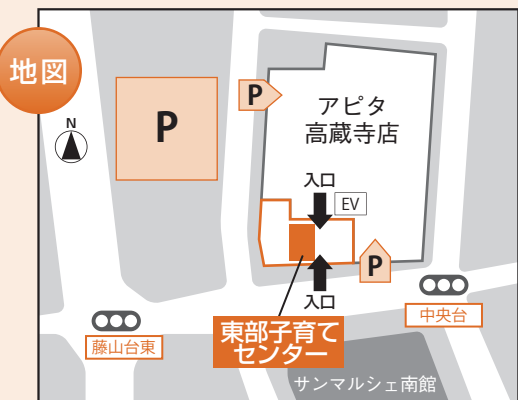 地図
N
P
P
アピタ
高蔵寺店
入口
EV
P
入口
中央台
藤山台東
東部子育て
センター
サンマルシェ南館